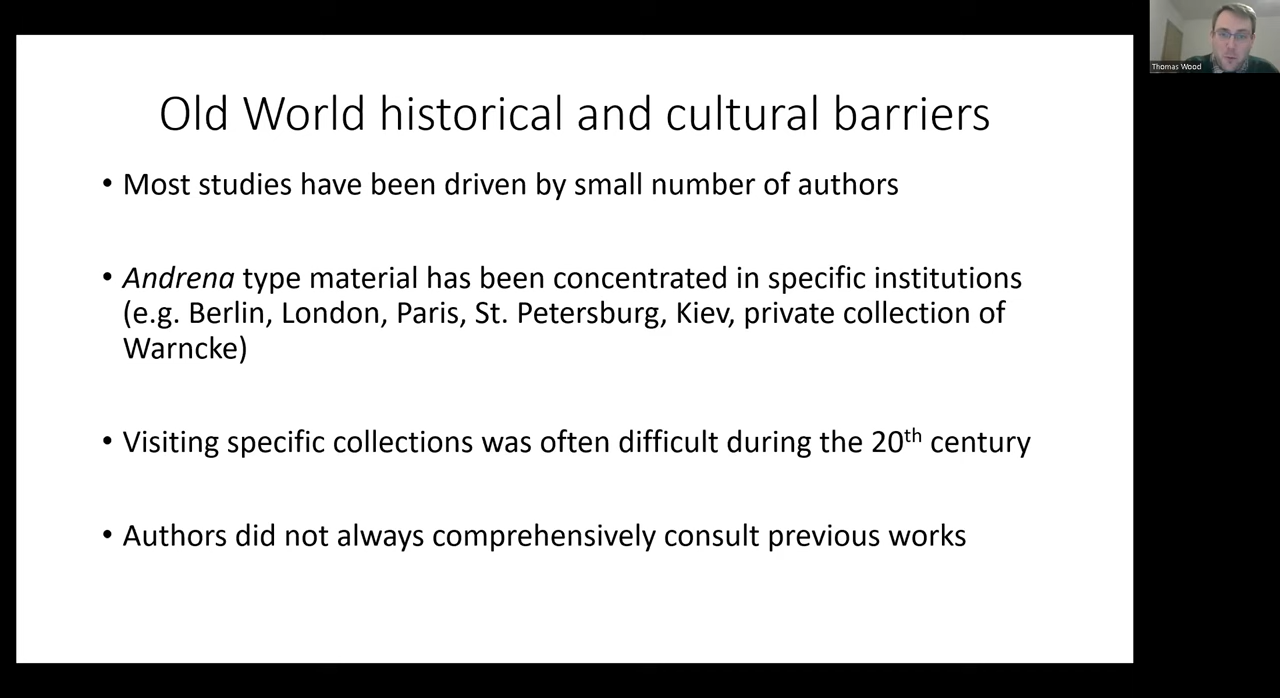 Old World historical and cultural barriers
• Most studies have been driven by small number of authors
• Andrena type material has been concentrated in specific institutions
(e.g. Berlin, London, Paris, St. Petersburg, Kiev, private collection of
Warncke)
• Visiting specific collections was often difficult during the 20th century
• Authors did not always comprehensively consult previous works
Thomas Wood